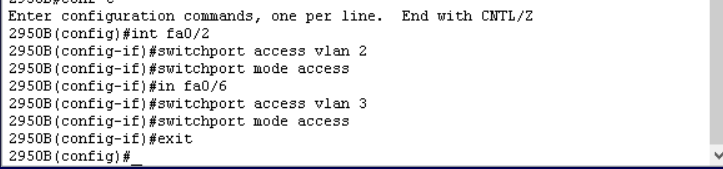 Enter configuration commands, one per line.  End with CNTL/Z
2950B(config)#int fa0/2
2950B(config-if)#switchport access vlan 2
2950B(config-if)#switchport mode access
2950B(config-if)#in fa0/6
2950B(config-if)#switchport access vlan 3
2950B(config-if)#switchport mode access
2950B(config-if)#exit
2950B(config)#_